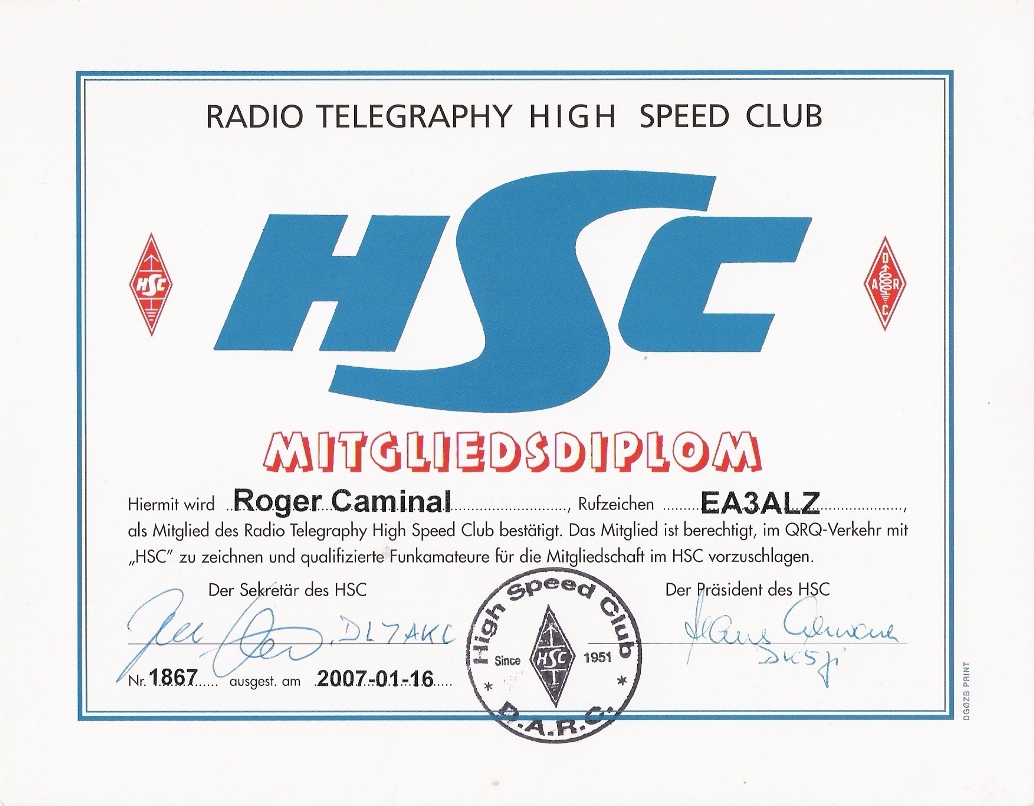 RADIO TELEGRAPHY HIGH SPEED CLUB
HSC
HSC
DARC
MITGLIEDSDIPLOM
Hiermit wird Roger Caminal, Rufzeichen EA3ALZ,
als Mitglied des Radio Telegraphy High Speed Club bestätigt. Das Mitglied ist berechtigt, im QRQ-Verkehr mit
„HSC” zu zeichnen und qualifizierte Funkamateure für die Mitgliedschaft im HSC vorzuschlagen.
Der Sekretär des HSC
Der Präsident des HSC
DL7AKC
DK5JI
High Speed Club
Since HSC 1951
* D.A.R.C. *
Nr. 1867 ausgest. am 2007-01-16
DGØZB PRINT